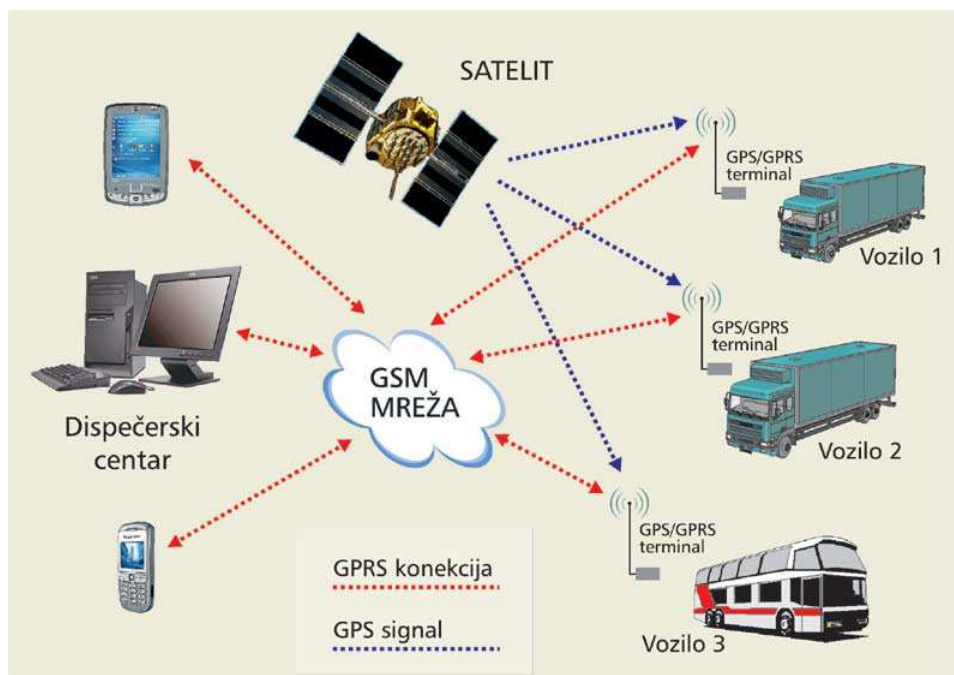 SATELIT
GPS/GPRS
terminal
Vozilo 1
GPS/GPRS
terminal
Vozilo 2
GSM
MREŽA
Dispečerski
centar
GPS/GPRS
terminal
Vozilo 3
GPRS konekcija
GPS signal